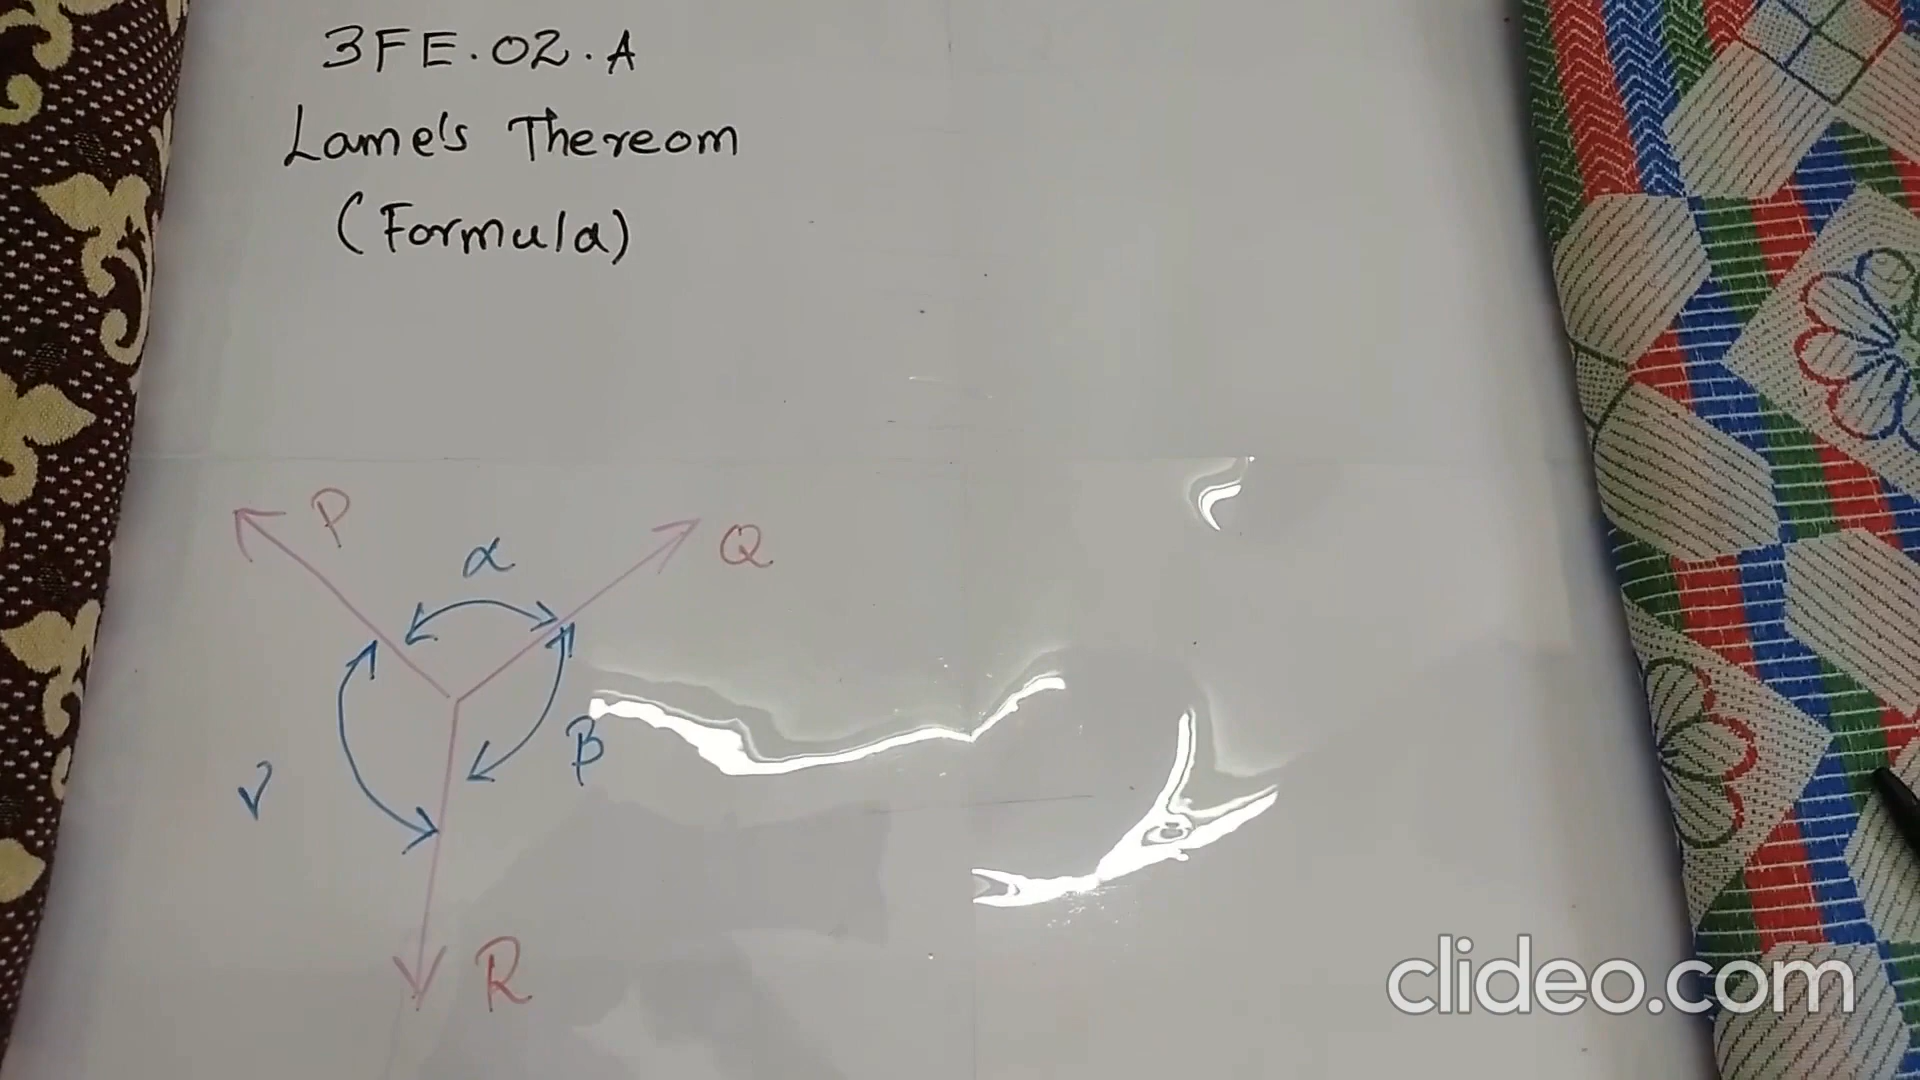 3FE.02.A
Lame's Thereom
(Formula)
P
α
Q
β
γ
R
clideo.com